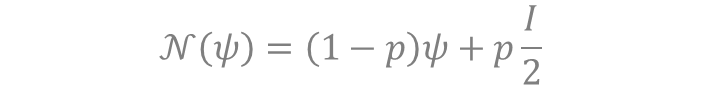 𝒩(𝜓) = (1 − 𝑝)𝜓 + 𝑝 𝐼/2